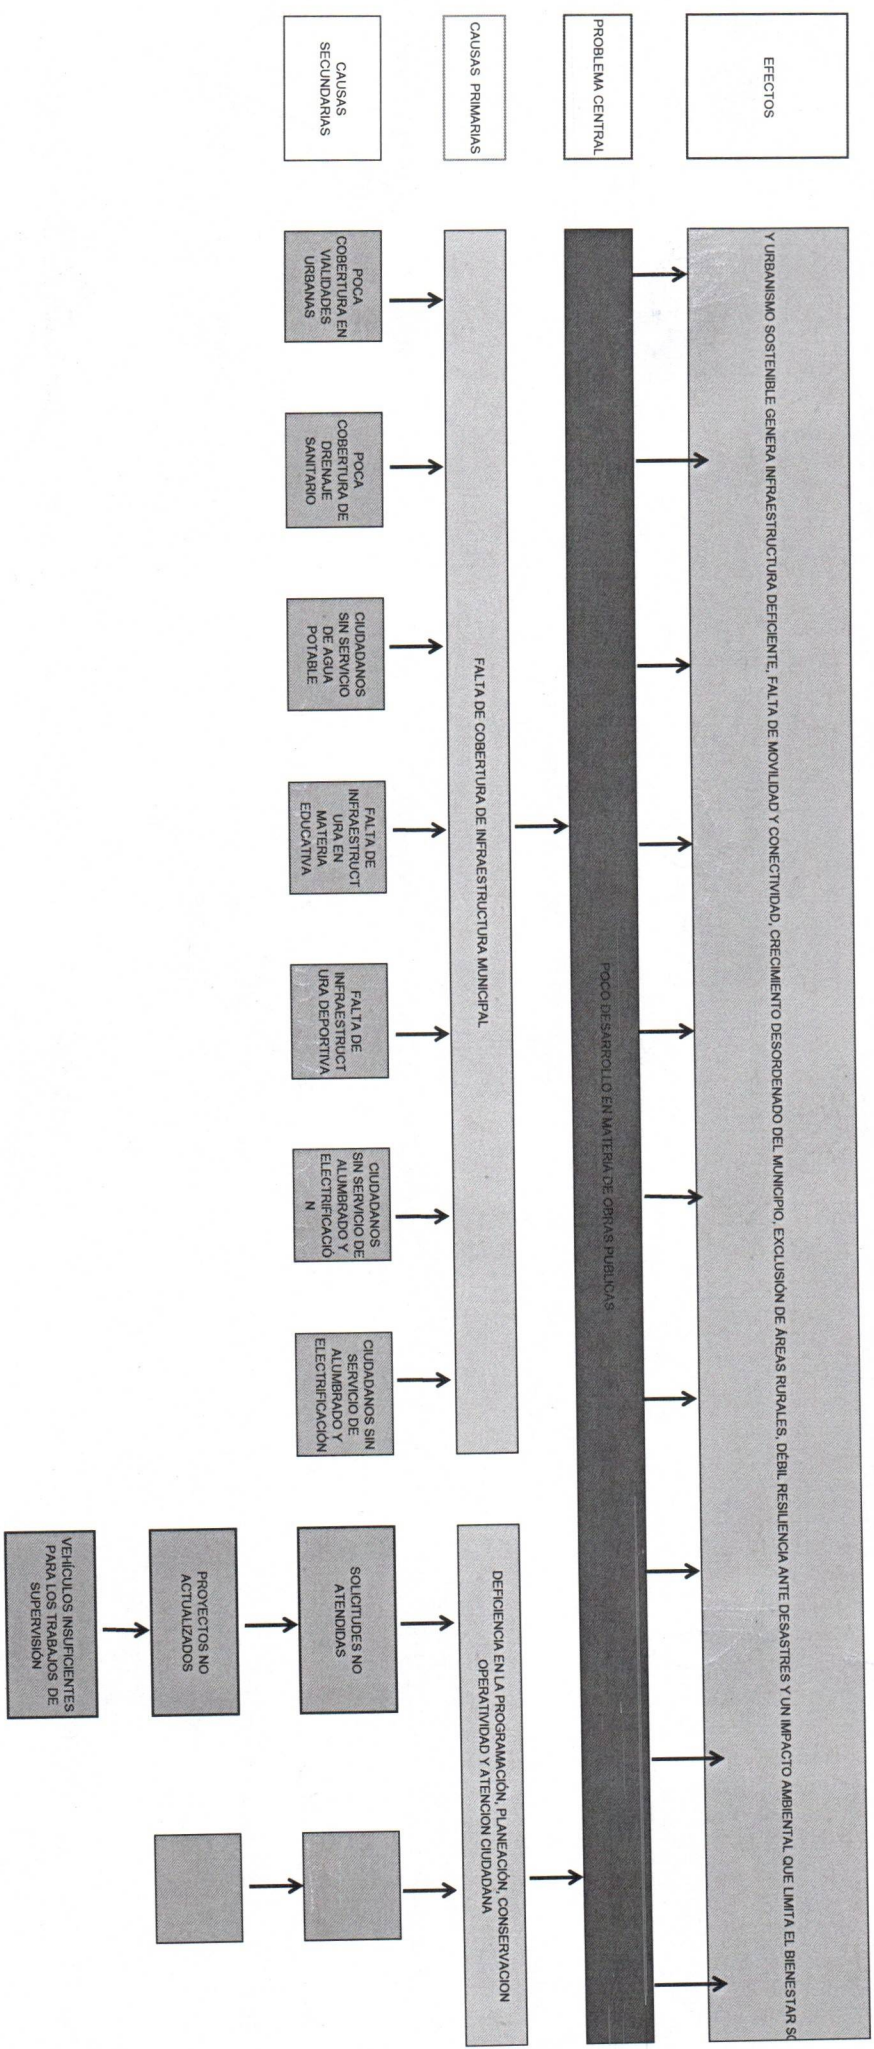 EFECTOS
Y URBANISMO SOSTENIBLE GENERA INFRAESTRUCTURA DEFICIENTE, FALTA DE MOVILIDAD Y CONECTIVIDAD, CRECIMIENTO DESORDENADO DEL MUNICIPIO, EXCLUSIÓN DE ÁREAS RURALES, DÉBIL RESILIENCIA ANTE DESASTRES Y UN IMPACTO AMBIENTAL QUE LIMITA EL BIENESTAR SO
PROBLEMA CENTRAL
POCO DESARROLLO EN MATERIA DE OBRAS PUBLICAS
CAUSAS PRIMARIAS
FALTA DE COBERTURA DE INFRAESTRUCTURA MUNICIPAL
DEFICIENCIA EN LA PROGRAMACIÓN, PLANEACIÓN, CONSERVACION
OPERATIVIDAD Y ATENCION CIUDADANA
CAUSAS
SECUNDARIAS
POCA
COBERTURA EN
VIALIDADES
URBANAS
POCA
COBERTURA DE
DRENAJE
SANITARIO
CIUDADANOS
SIN SERVICIO
DE AGUA
POTABLE
FALTA DE
INFRAESTRUCT
URA EN
MATERIA
EDUCATIVA
FALTA DE
INFRAESTRUCT
URA DEPORTIVA
CIUDADANOS
SIN SERVICIO DE
ALUMBRADO Y
ELECTRIFICACIÓ
N
CIUDADANOS SIN
SERVICIO DE
ALUMBRADO Y
ELECTRIFICACIÓN
SOLICITUDES NO
ATENDIDAS
PROYECTOS NO
ACTUALIZADOS
VEHÍCULOS INSUFICIENTES
PARA LOS TRABAJOS DE
SUPERVISIÓN